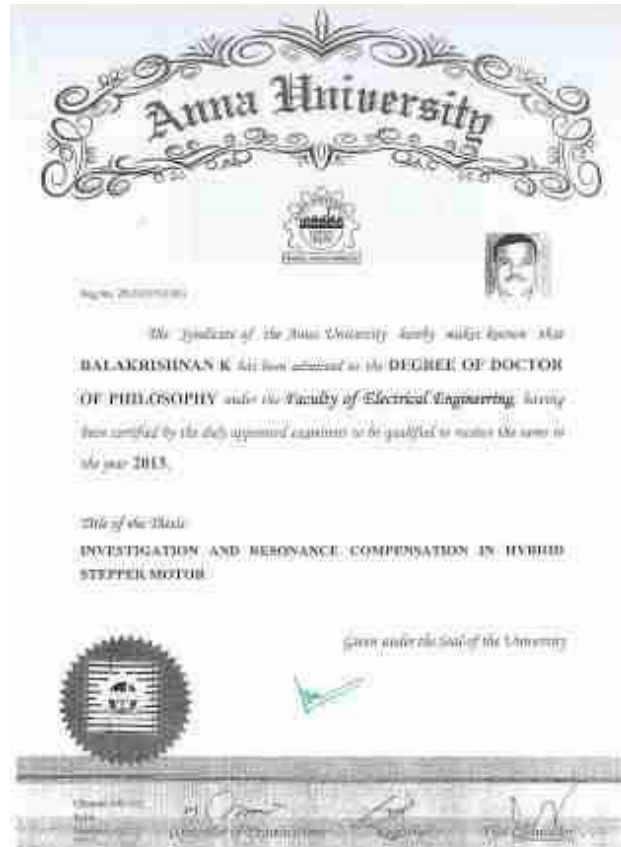 Anna University
The Syndicate of the Anna University hereby makes known that
BALAKRISHNAN K has been admitted to the DEGREE OF DOCTOR
OF PHILOSOPHY under the Faculty of Electrical Engineering, having
been certified by the duly appointed examiners to be qualified to receive the same in
the year 2013.
Title of the Thesis
INVESTIGATION AND RESONANCE COMPENSATION IN HYBRID
STEPPER MOTOR
Given under the Seal of the University